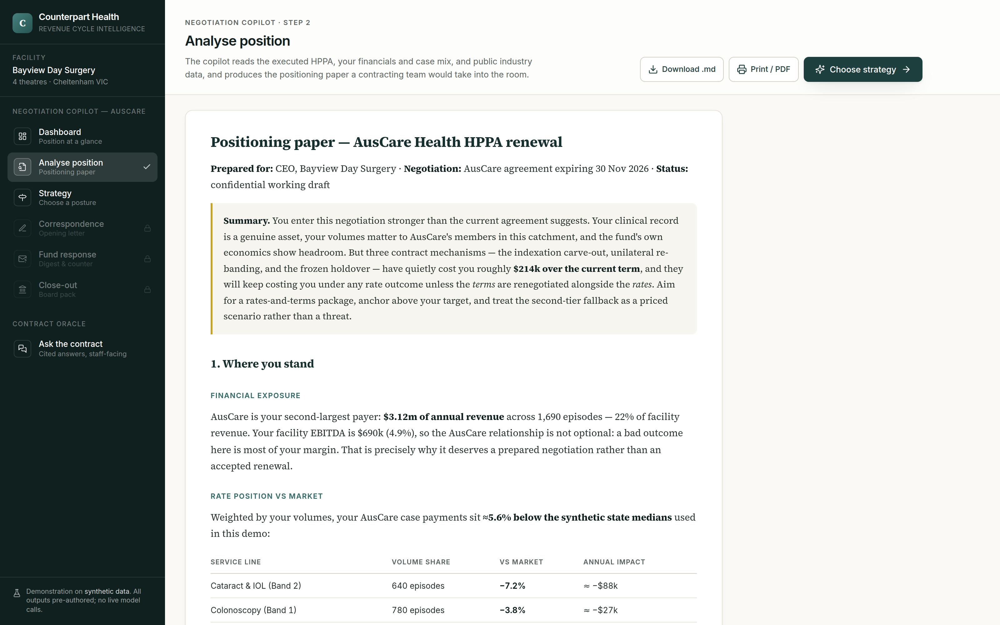 C
Counterpart Health
REVENUE CYCLE INTELLIGENCE
FACILITY
Bayview Day Surgery
4 theatres · Cheltenham VIC
NEGOTIATION COPILOT — AUSCARE
Dashboard
Position at a glance
Analyse position
Positioning paper
Strategy
Choose a posture
Correspondence
Opening letter
Fund response
Digest & counter
Close-out
Board pack
CONTRACT ORACLE
Ask the contract
Cited answers, staff-facing
Demonstration on synthetic data. All
outputs pre-authored; no live model
calls.
NEGOTIATION COPILOT · STEP 2
Analyse position
The copilot reads the executed HPPA, your financials and case mix, and public industry
data, and produces the positioning paper a contracting team would take into the room.
Download .md
Print / PDF
Choose strategy
Positioning paper — AusCare Health HPPA renewal
Prepared for: CEO, Bayview Day Surgery · Negotiation: AusCare agreement expiring 30 Nov 2026 · Status:
confidential working draft
Summary. You enter this negotiation stronger than the current agreement suggests. Your clinical record
is a genuine asset, your volumes matter to AusCare's members in this catchment, and the fund's own
economics show headroom. But three contract mechanisms — the indexation carve-out, unilateral re-
banding, and the frozen holdover — have quietly cost you roughly $214k over the current term, and they
will keep costing you under any rate outcome unless the terms are renegotiated alongside the rates. Aim
for a rates-and-terms package, anchor above your target, and treat the second-tier fallback as a priced
scenario rather than a threat.
1. Where you stand
FINANCIAL EXPOSURE
AusCare is your second-largest payer: $3.12m of annual revenue across 1,690 episodes — 22% of facility
revenue. Your facility EBITDA is $690k (4.9%), so the AusCare relationship is not optional: a bad outcome
here is most of your margin. That is precisely why it deserves a prepared negotiation rather than an
accepted renewal.
RATE POSITION VS MARKET
Weighted by your volumes, your AusCare case payments sit ≈5.6% below the synthetic state medians used
in this demo:
SERVICE LINE VOLUME SHARE VS MARKET ANNUAL IMPACT
Cataract & IOL (Band 2) 640 episodes −7.2% ≈ −$88k
Colonoscopy (Band 1) 780 episodes −3.8% ≈ −$27k